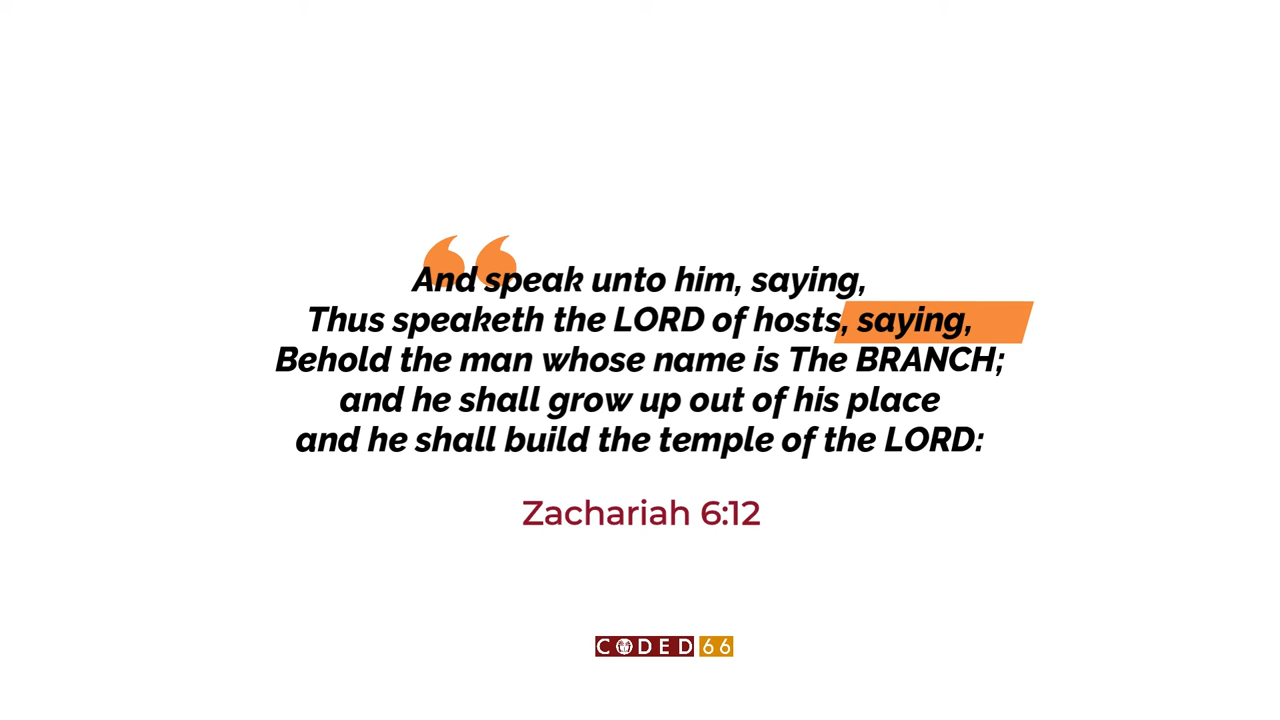 And speak unto him, saying,
Thus speaketh the LORD of hosts, saying,
Behold the man whose name is The BRANCH;
and he shall grow up out of his place
and he shall build the temple of the LORD:
Zachariah 6:12
CODED 66